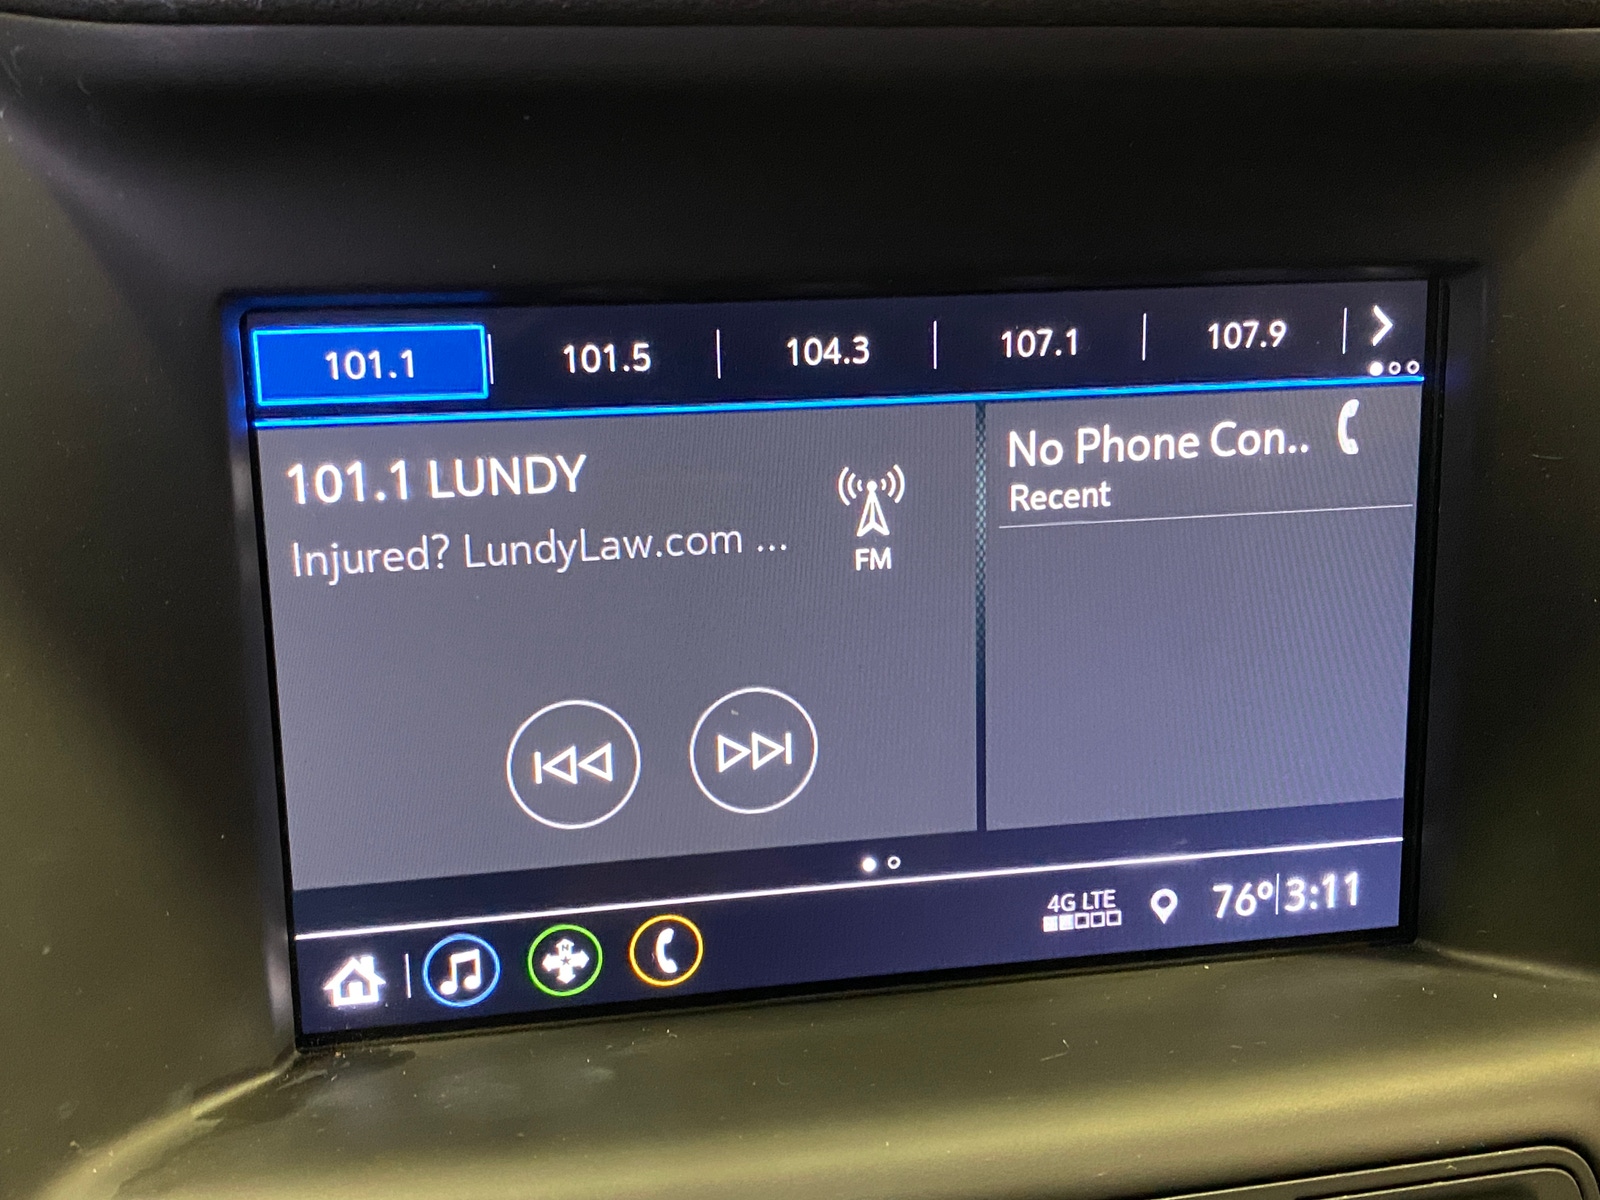 101.1 101.5 104.3 107.1 107.9
101.1 LUNDY
Injured? LundyLaw.com ...
FM
No Phone Con..
Recent
4G LTE
76° 3:11
N